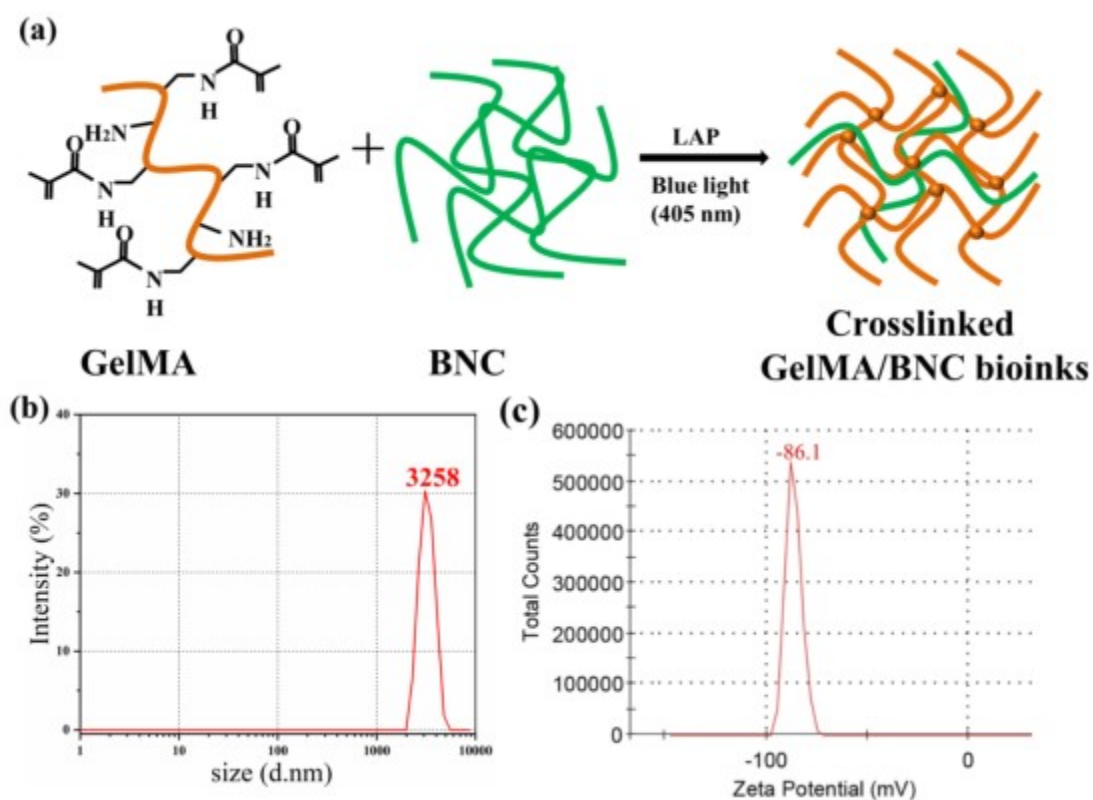 (a)
O
N
H
H₂N
O
N
H
O
N
H
O
N
H
NH₂
+
LAP
Blue light
(405 nm)
GelMA
BNC
Crosslinked
GelMA/BNC bioinks
(b)
40
30
20
10
0
Intensity (%)
3258
1
10
100
1000
10000
size (d.nm)
(c)
600000
500000
400000
300000
200000
100000
0
Total Counts
-86.1
-100
0
Zeta Potential (mV)